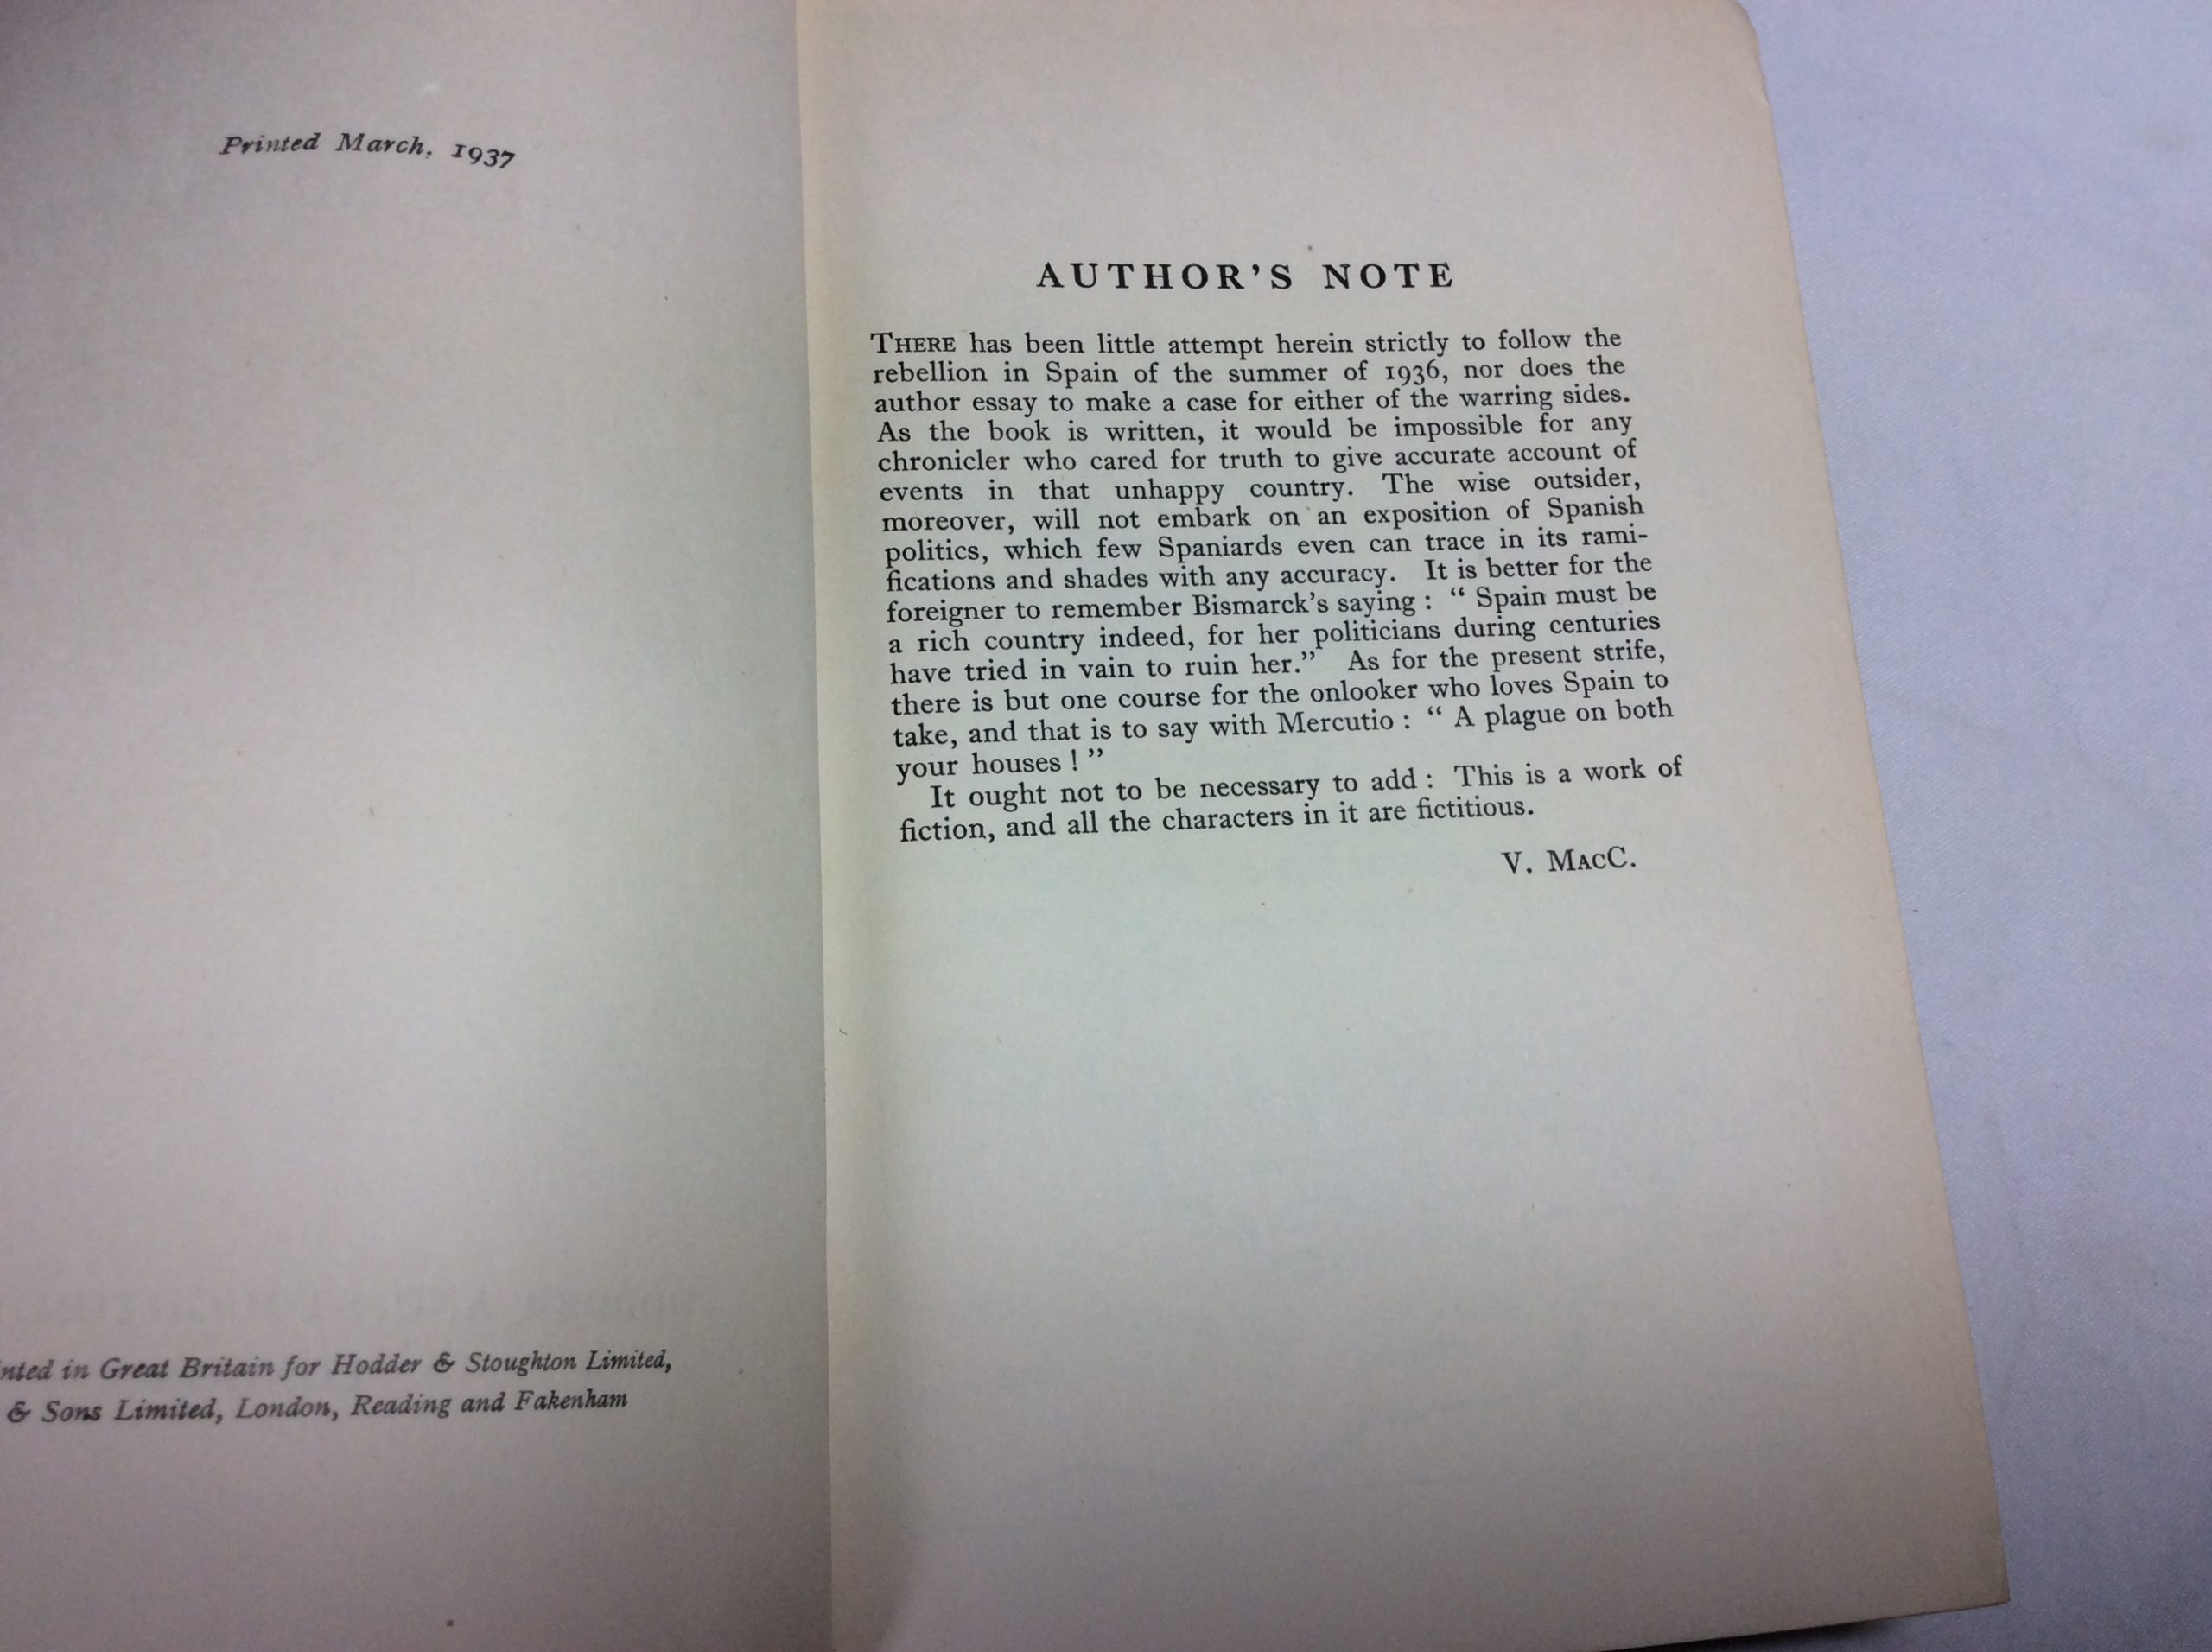 Printed March, 1937
nted in Great Britain for Hodder & Stoughton Limited,
& Sons Limited, London, Reading and Fakenham
AUTHOR'S NOTE
THERE has been little attempt herein strictly to follow the
rebellion in Spain of the summer of 1936, nor does the
author essay to make a case for either of the warring sides.
As the book is written, it would be impossible for any
chronicler who cared for truth to give accurate account of
events in that unhappy country. The wise outsider,
moreover, will not embark on an exposition of Spanish
politics, which few Spaniards even can trace in its rami-
fications and shades with any accuracy. It is better for the
foreigner to remember Bismarck's saying : " Spain must be
a rich country indeed, for her politicians during centuries
have tried in vain to ruin her." As for the present strife,
there is but one course for the onlooker who loves Spain to
take, and that is to say with Mercutio : " A plague on both
your houses ! "
It ought not to be necessary to add : This is a work of
fiction, and all the characters in it are fictitious.
V. MACC.